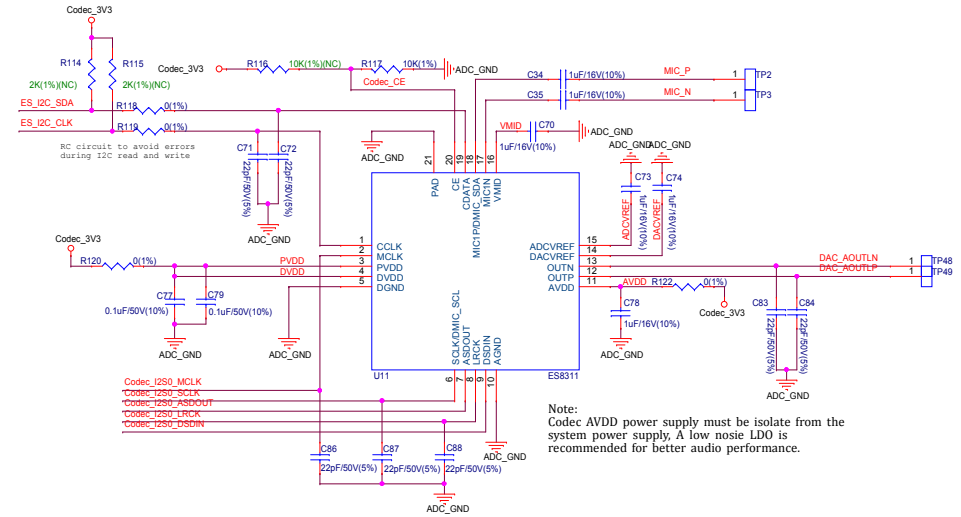 Codec_3V3
R114
R115
2K(1%)(NC)
2K(1%)(NC)
Codec_3V3
R116
10K(1%)(NC)
R117
10K(1%)
ADC_GND
Codec_CE
ES_I2C_SDA
R118
0(1%)
ES_I2C_CLK
R119
0(1%)
RC circuit to avoid errors
during I2C read and write
C71
C72
22pF/50V(5%)
22pF/50V(5%)
ADC_GND
ADC_GND
C34
1uF/16V(10%)
MIC_P
1
TP2
C35
1uF/16V(10%)
MIC_N
1
TP3
VMID
C70
1uF/16V(10%)
ADC_GND
ADC_GND
ADC_GND
C73
C74
1uF/16V(10%)
1uF/16V(10%)
ADCVREF
DACVREF
21
20
19
18
17
16
PAD
CE
CDATA
MIC1P/DMIC_SDA
MIC1N
VMID
1
CCLK
2
MCLK
3
PVDD
4
DVDD
5
DGND
15
ADCVREF
14
DACVREF
13
OUTN
12
OUTP
11
AVDD
SCLK/DMIC_SCL
ASDOUT
LRCK
DSDIN
AGND
6
7
8
9
10
U11
ES8311
Codec_3V3
R120
0(1%)
PVDD
DVDD
C77
C79
0.1uF/50V(10%)
0.1uF/50V(10%)
ADC_GND
ADC_GND
DAC_AOUTLN
1
TP48
DAC_AOUTLP
1
TP49
AVDD
R122
0(1%)
Codec_3V3
C78
1uF/16V(10%)
ADC_GND
C83
C84
22pF/50V(5%)
22pF/50V(5%)
ADC_GND
Codec_I2S0_MCLK
Codec_I2S0_SCLK
Codec_I2S0_ASDOUT
Codec_I2S0_LRCK
Codec_I2S0_DSDIN
C86
22pF/50V(5%)
C87
22pF/50V(5%)
C88
22pF/50V(5%)
ADC_GND
ADC_GND
Note:
Codec AVDD power supply must be isolate from the
system power supply, A low nosie LDO is
recommended for better audio performance.